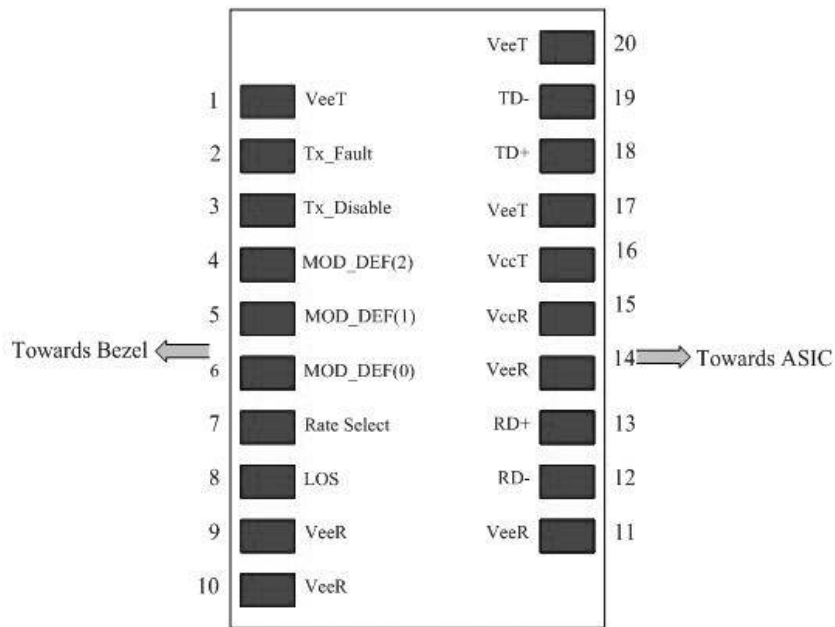 VeeT 20
1 VeeT TD- 19
2 Tx_Fault TD+ 18
3 Tx_Disable VeeT 17
4 MOD_DEF(2) VccT 16
5 MOD_DEF(1) VccR 15
Towards Bezel
6 MOD_DEF(0) VeeR 14
Towards ASIC
7 Rate Select RD+ 13
8 LOS RD- 12
9 VeeR VeeR 11
10 VeeR